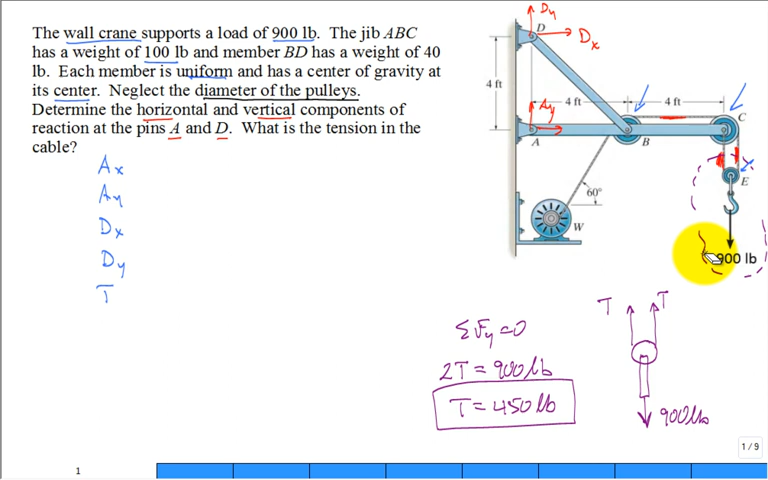 The wall crane supports a load of 900 lb. The jib ABC
has a weight of 100 lb and member BD has a weight of 40
lb. Each member is uniform and has a center of gravity at
its center. Neglect the diameter of the pulleys.
Determine the horizontal and vertical components of
reaction at the pins A and D. What is the tension in the
cable?
Ax
Ay
Dx
Dy
T
Dy
D
Dx
4 ft
Ay
4 ft
4 ft
C
A
B
E
60°
W
900 lb
T T
ΣFy=0
2T = 900 lb
T = 450 lb
900 lb
1 / 9
1